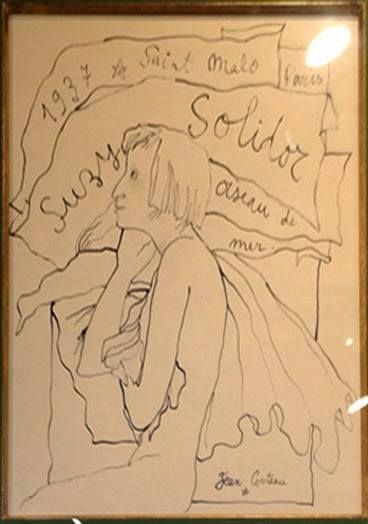 1937 ☆ Saint Malo
Paris
Suzy Solidor
oiseau de
mer.
Jean Cocteau
*